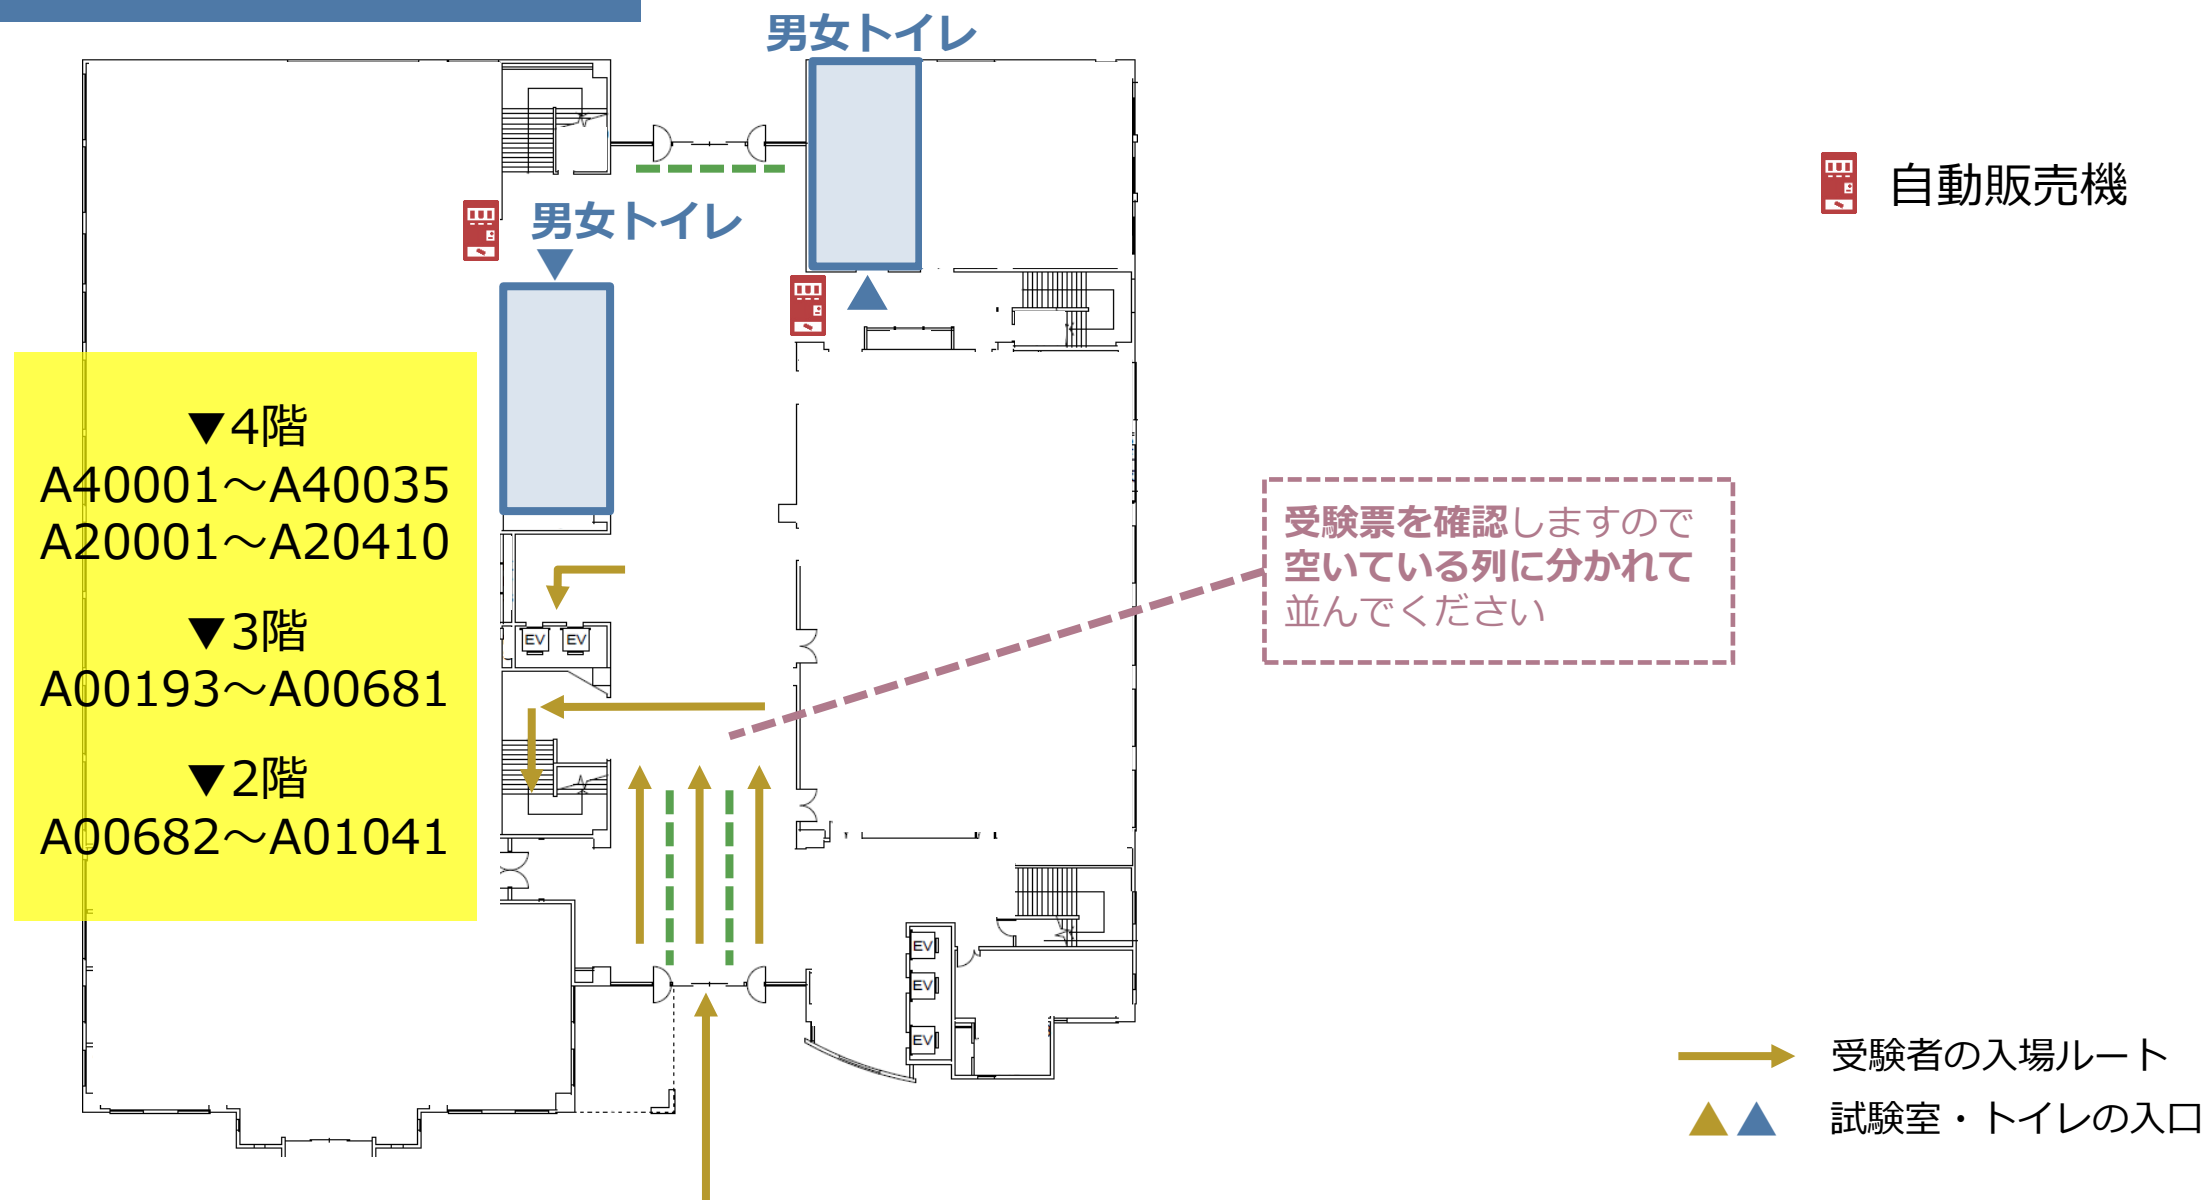 男女トイレ
男女トイレ
自動販売機
▼4階
A40001～A40035
A20001～A20410
▼3階
A00193～A00681
▼2階
A00682～A01041
受験票を確認しますので
空いている列に分かれて
並んでください
EV
EV
EV
EV
EV
受験者の入場ルート
試験室・トイレの入口